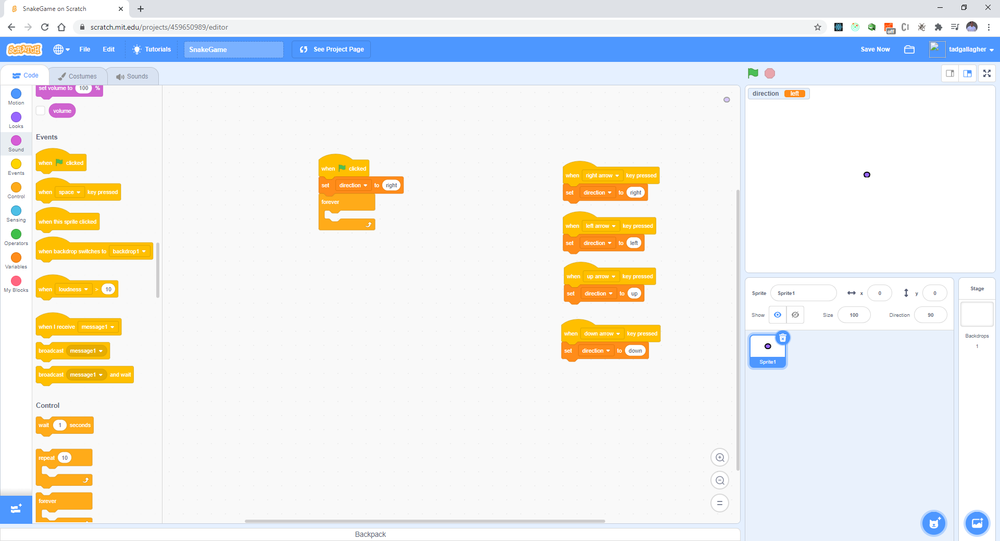 SnakeGame on Scratch
scratch.mit.edu/projects/459650989/editor
off
SCRATCH
File
Edit
Tutorials
SnakeGame
See Project Page
Save Now
tadgallagher
Code
Costumes
Sounds
Motion
Looks
Sound
Events
Control
Sensing
Operators
Variables
My Blocks
set volume to 100 %
volume
Events
when clicked
when space key pressed
when this sprite clicked
when backdrop switches to backdrop1
when loudness > 10
when I receive message1
broadcast message1
broadcast message1 and wait
Control
wait 1 seconds
repeat 10
forever
when clicked
set direction to right
forever
when right arrow key pressed
set direction to right
when left arrow key pressed
set direction to left
when up arrow key pressed
set direction to up
when down arrow key pressed
set direction to down
Backpack
direction left
Sprite Sprite1 x 0 y 0
Show Size 100 Direction 90
Sprite1
Stage
Backdrops
1